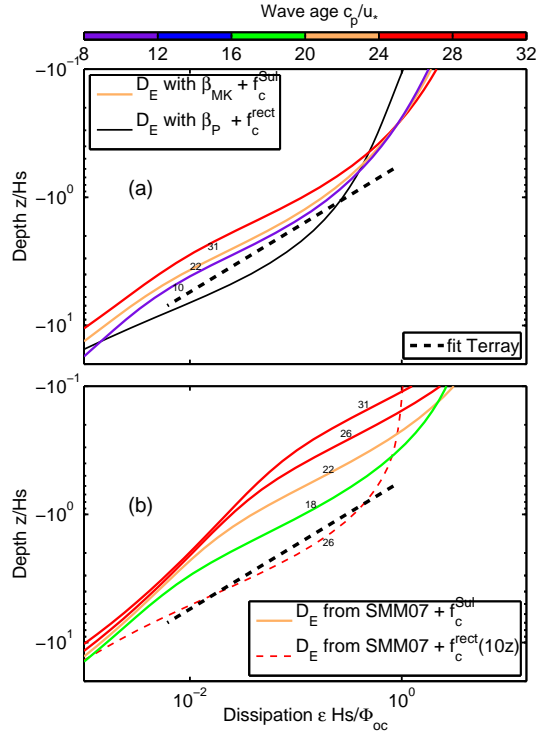 Wave age c_p/u_*
8 12 16 20 24 28 32
-10^-1
D_E with β_MK + f_c^Sul
D_E with β_P + f_c^rect
(a)
-10^0
Depth z/Hs
31
22
10
-10^1
fit Terray
-10^-1
31
26
22
(b)
-10^0
18
26
Depth z/Hs
D_E from SMM07 + f_c^Sul
D_E from SMM07 + f_c^rect(10z)
-10^1
10^-2 10^0
Dissipation ε Hs/Φ_oc